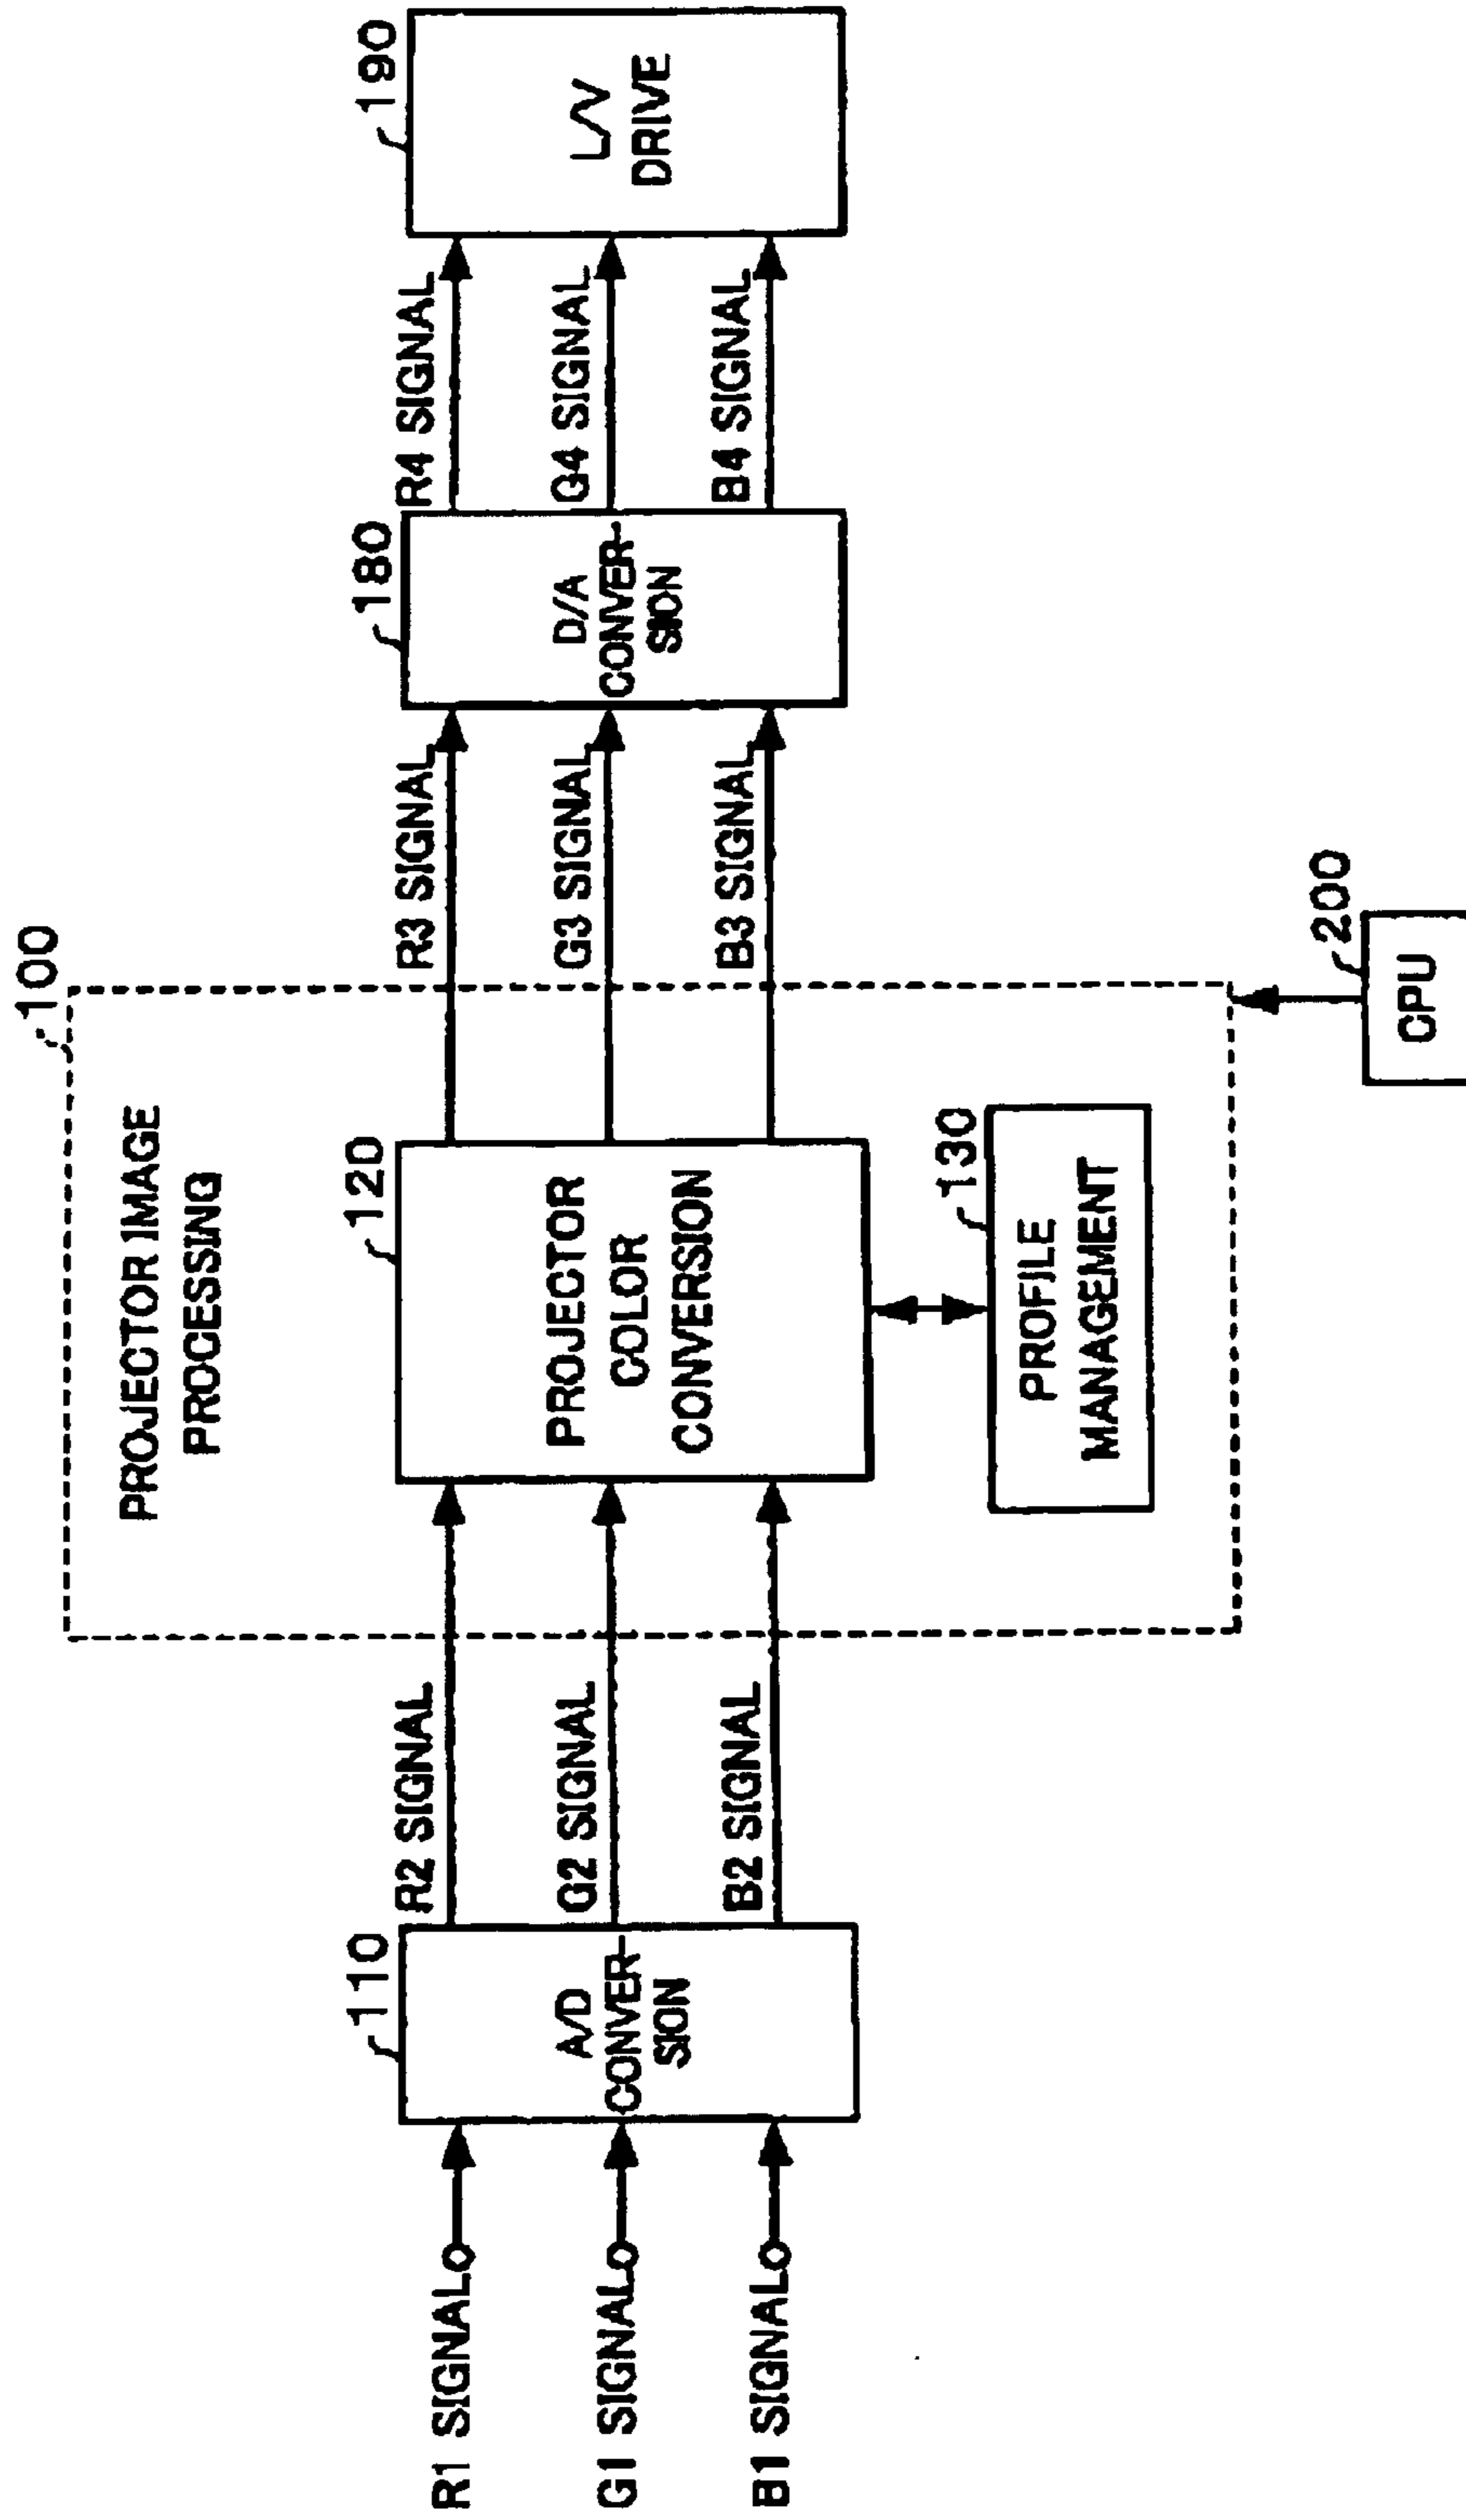 100
PROJECTOR IMAGE
PROCESSING
110
A/D
CONVER-
SION
120
PROJECTOR
COLOR
CONVERSION
180
D/A
CONVER-
SION
190
L/V
DRIVE
R1 SIGNAL
R2 SIGNAL
R3 SIGNAL
R4 SIGNAL
G1 SIGNAL
G2 SIGNAL
G3 SIGNAL
G4 SIGNAL
B1 SIGNAL
B2 SIGNAL
B3 SIGNAL
B4 SIGNAL
130
PROFILE
MANAGEMENT
200
CPU